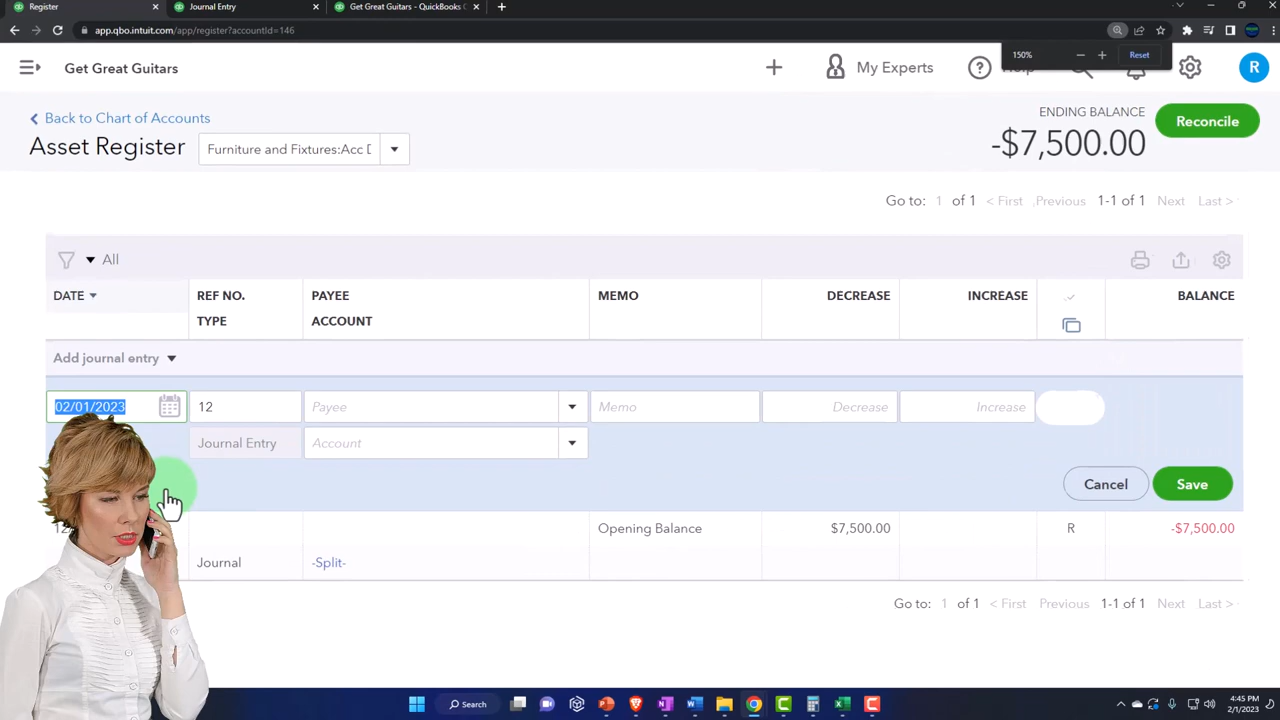 Register
Journal Entry
Get Great Guitars - QuickBooks
app.qbo.intuit.com/app/register?accountId=146
150%
Reset
Get Great Guitars
My Experts
R
Back to Chart of Accounts
Asset Register
Furniture and Fixtures:Acc D
ENDING BALANCE
-$7,500.00
Reconcile
Go to: 1 of 1 < First Previous 1-1 of 1 Next Last >
All
DATE
REF NO.
TYPE
PAYEE
ACCOUNT
MEMO
DECREASE
INCREASE
BALANCE
Add journal entry
02/01/2023
12
Payee
Memo
Decrease
Increase
Journal Entry
Account
Cancel
Save
Opening Balance
$7,500.00
R
-$7,500.00
Journal
-Split-
Go to: 1 of 1 < First Previous 1-1 of 1 Next Last >
Search
4:45 PM
2/1/2023